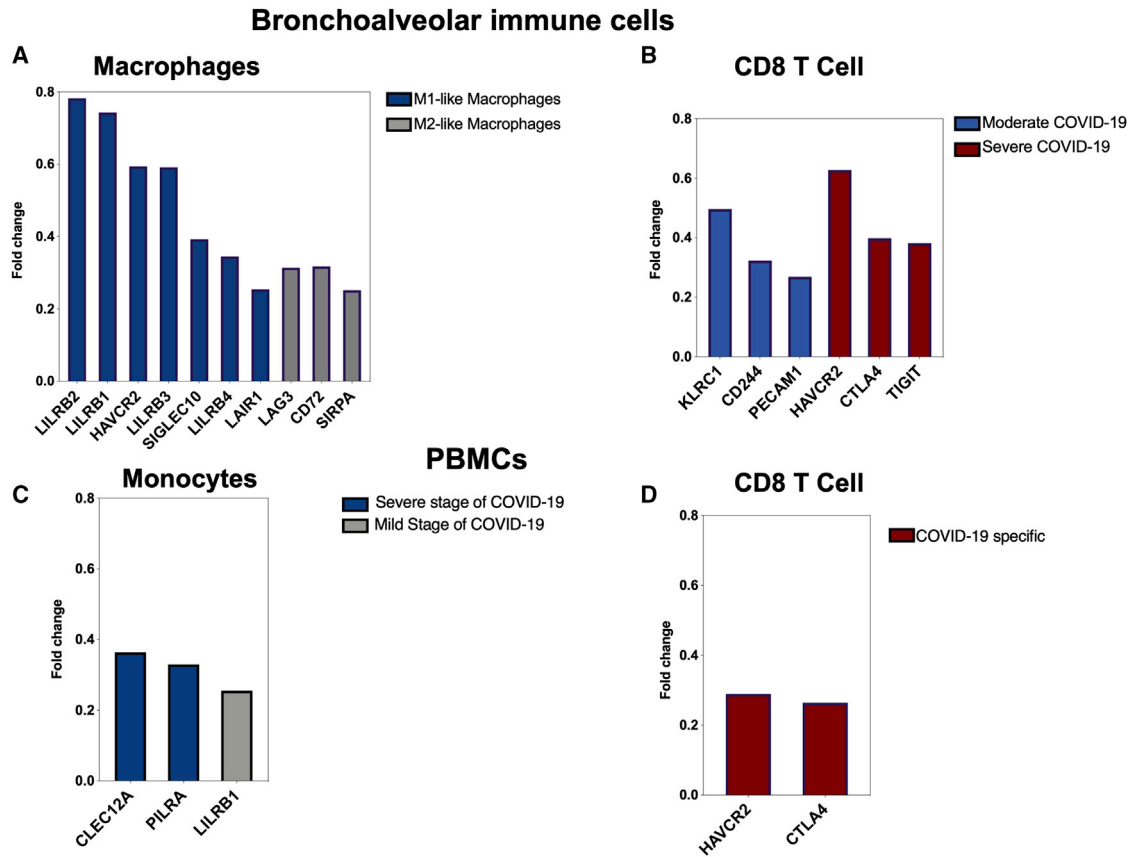 Bronchoalveolar immune cells
A
Macrophages
M1-like Macrophages
M2-like Macrophages
Fold change
0.8
0.6
0.4
0.2
0.0
LILRB2
LILRB1
HAVCR2
LILRB3
SIGLEC10
LILRB4
LAIR1
LAG3
CD72
SIRPA
B
CD8 T Cell
Moderate COVID-19
Severe COVID-19
Fold change
0.8
0.6
0.4
0.2
0.0
KLRC1
CD244
PECAM1
HAVCR2
CTLA4
TIGIT
PBMCs
C
Monocytes
Severe stage of COVID-19
Mild Stage of COVID-19
Fold change
0.8
0.6
0.4
0.2
0.0
CLEC12A
PILRA
LILRB1
D
CD8 T Cell
COVID-19 specific
Fold change
0.8
0.6
0.4
0.2
0.0
HAVCR2
CTLA4